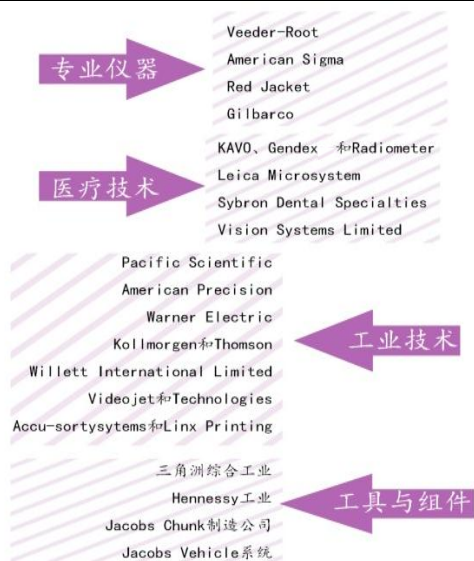 专业仪器
Veeder-Root
American Sigma
Red Jacket
Gilbarco
医疗技术
KAVO、Gendex 和Radiometer
Leica Microsystem
Sybron Dental Specialties
Vision Systems Limited
工业技术
Pacific Scientific
American Precision
Warner Electric
Kollmorgen和Thomson
Willett International Limited
Videojet和Technologies
Accu-sortysytems和Linx Printing
工具与组件
三角洲综合工业
Hennessy工业
Jacobs Chunk制造公司
Jacobs Vehicle系统